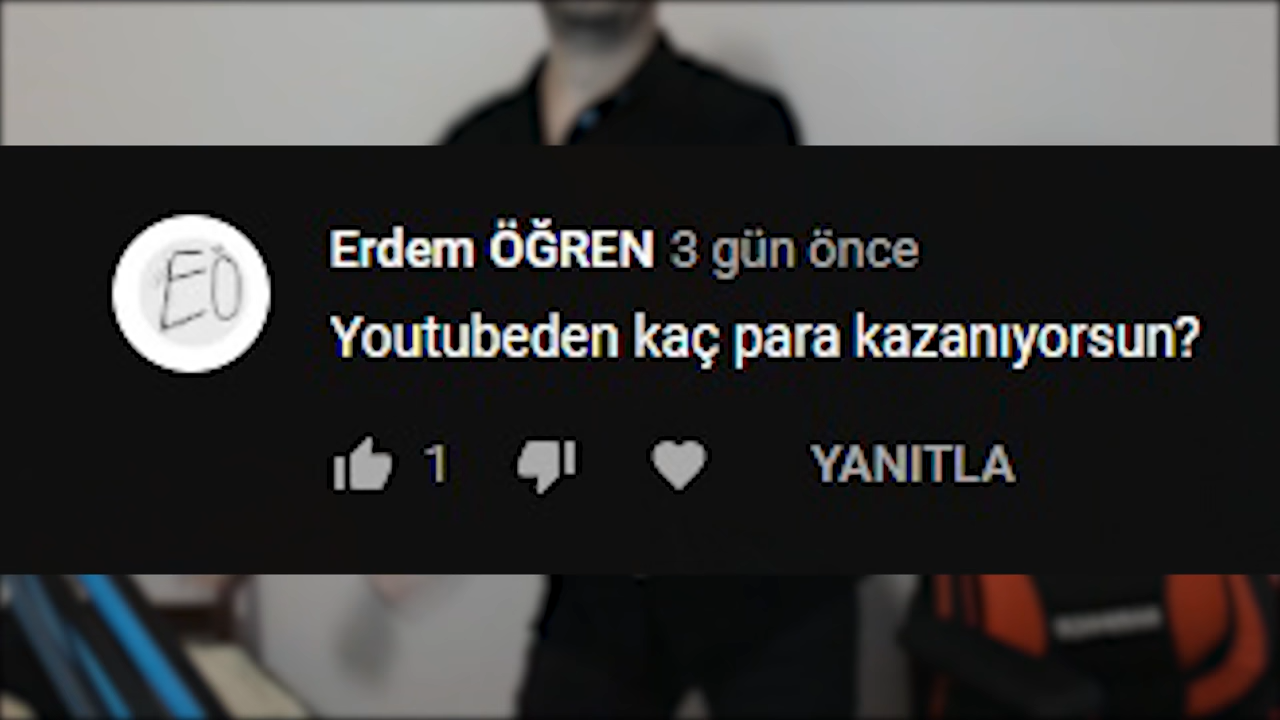 EÖ
Erdem ÖĞREN 3 gün önce
Youtubeden kaç para kazanıyorsun?
1
YANITLA